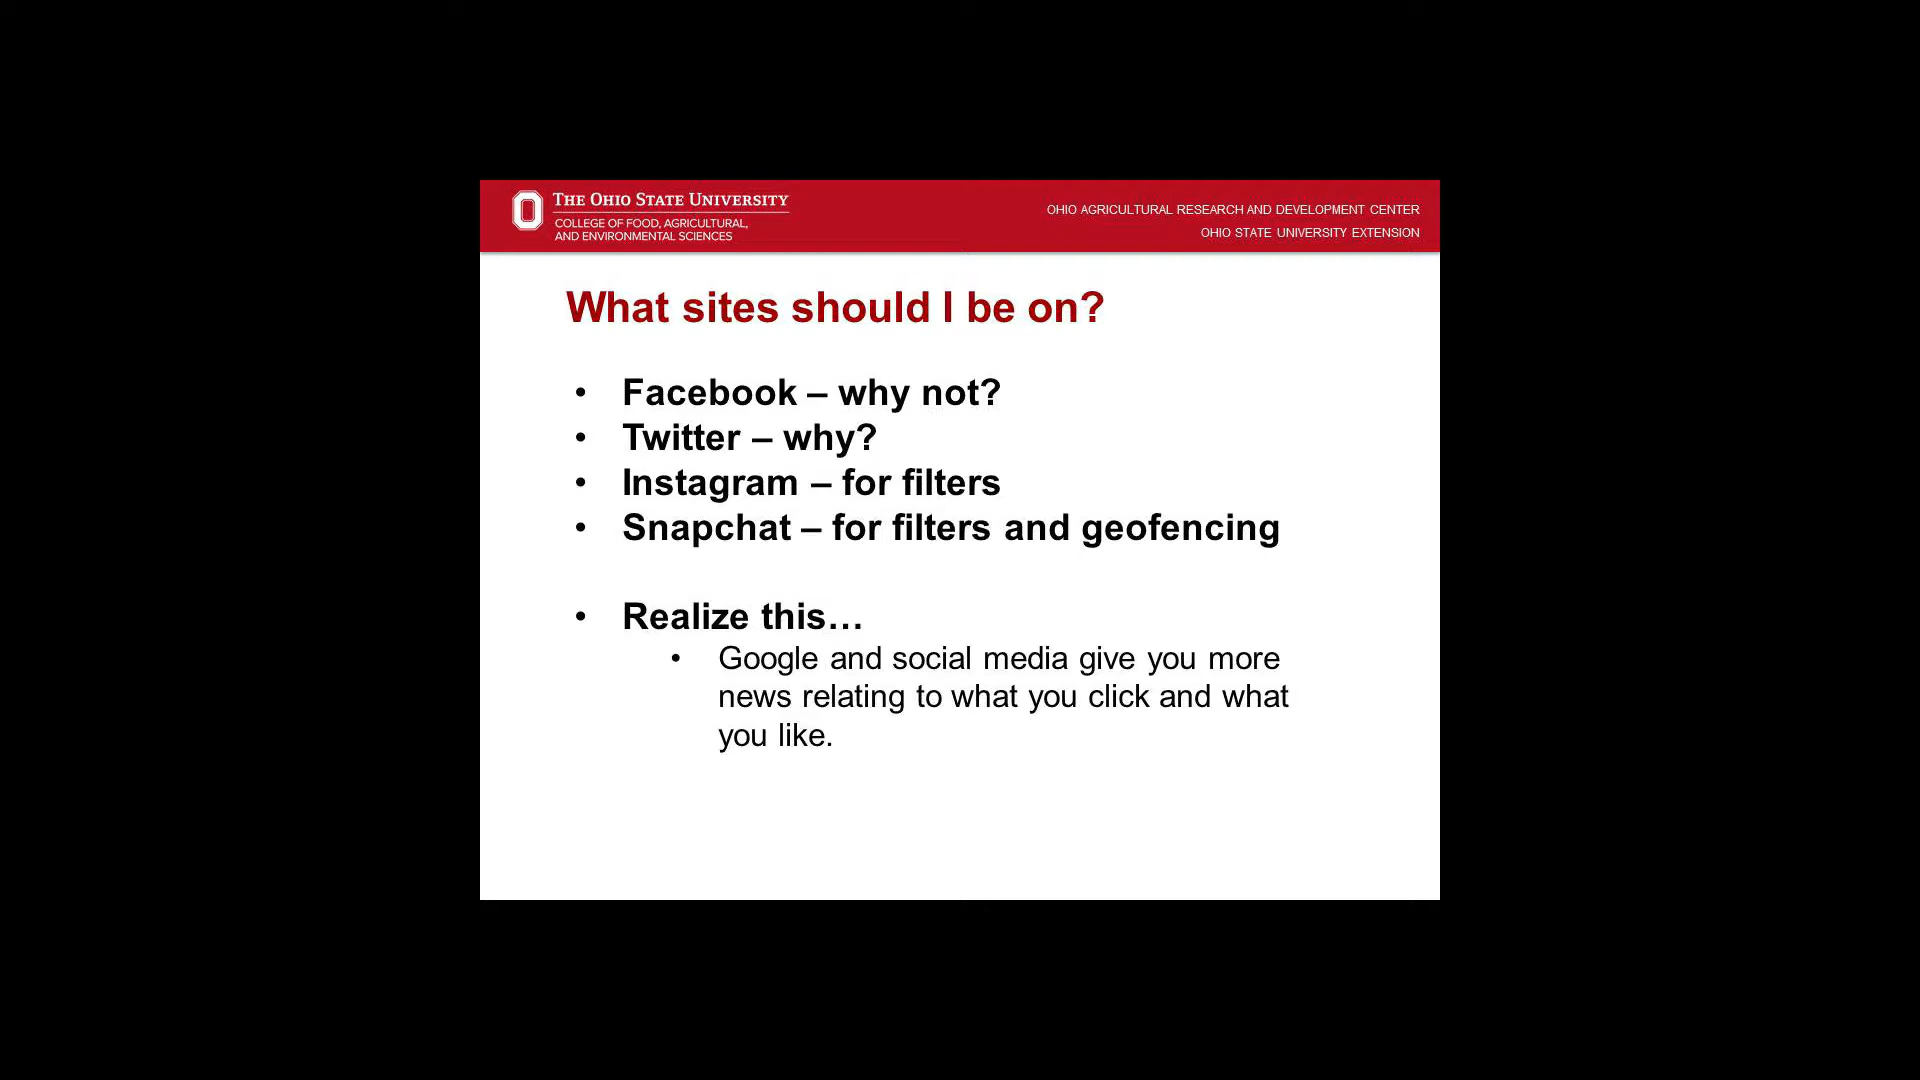 THE OHIO STATE UNIVERSITY
COLLEGE OF FOOD, AGRICULTURAL,
AND ENVIRONMENTAL SCIENCES
OHIO AGRICULTURAL RESEARCH AND DEVELOPMENT CENTER
OHIO STATE UNIVERSITY EXTENSION
What sites should I be on?
• Facebook – why not?
• Twitter – why?
• Instagram – for filters
• Snapchat – for filters and geofencing
• Realize this…
• Google and social media give you more
news relating to what you click and what
you like.